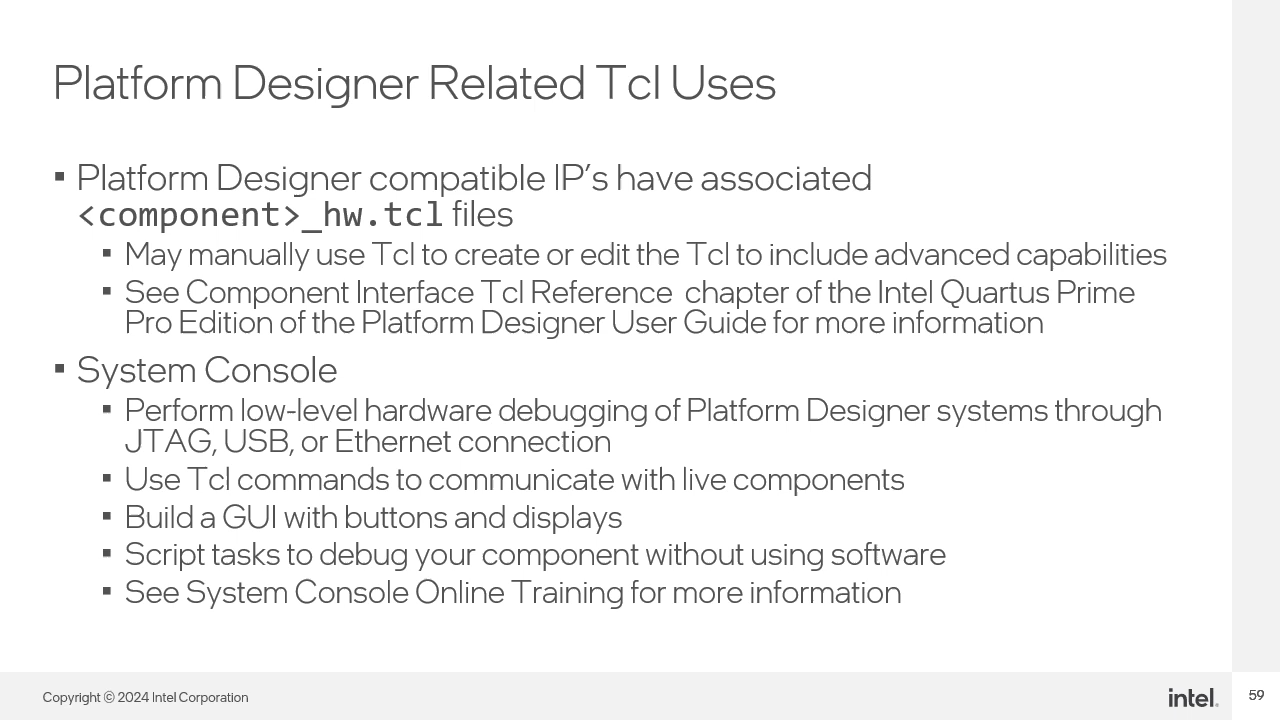 Platform Designer Related Tcl Uses
▪ Platform Designer compatible IP’s have associated
<component>_hw.tcl files
▪ May manually use Tcl to create or edit the Tcl to include advanced capabilities
▪ See Component Interface Tcl Reference  chapter of the Intel Quartus Prime
Pro Edition of the Platform Designer User Guide for more information
▪ System Console
▪ Perform low-level hardware debugging of Platform Designer systems through
JTAG, USB, or Ethernet connection
▪ Use Tcl commands to communicate with live components
▪ Build a GUI with buttons and displays
▪ Script tasks to debug your component without using software
▪ See System Console Online Training for more information
Copyright © 2024 Intel Corporation
intel.
59